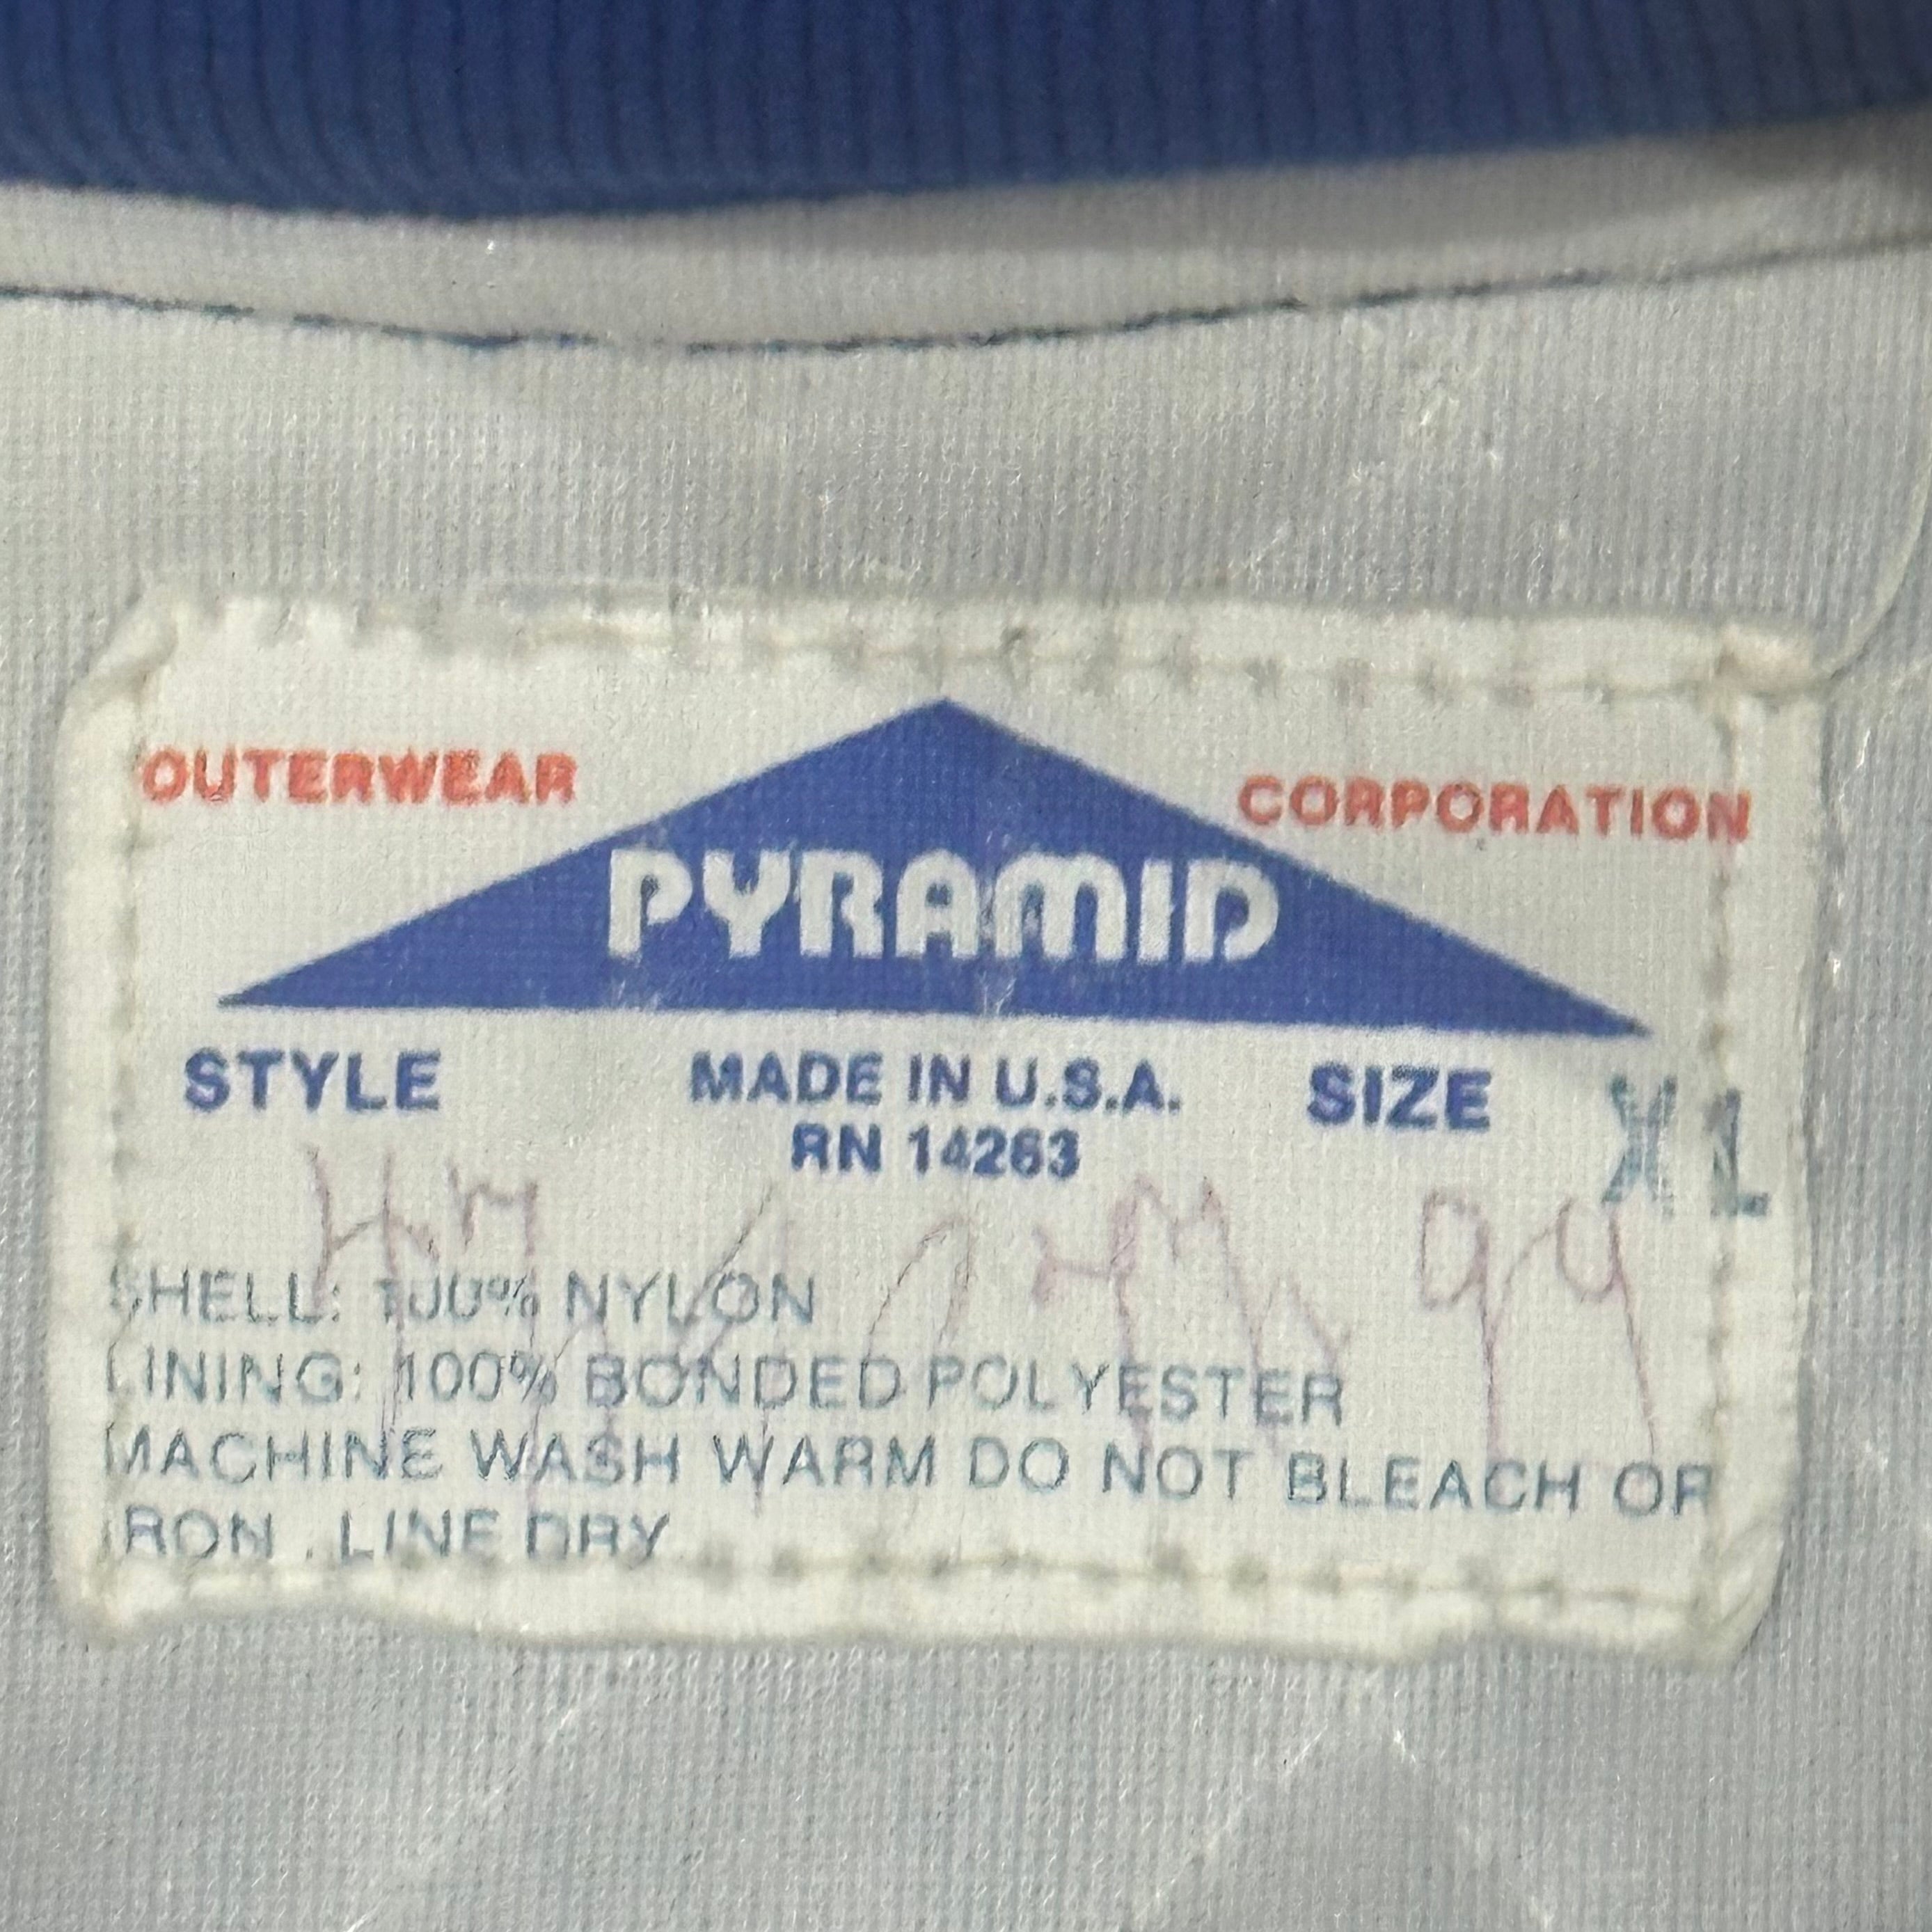 OUTERWEAR CORPORATION
PYRAMID
STYLE MADE IN U.S.A. SIZE XL
RN 14263
SHELL: 100% NYLON
LINING: 100% BONDED POLYESTER
MACHINE WASH WARM DO NOT BLEACH OR
IRON . LINE DRY